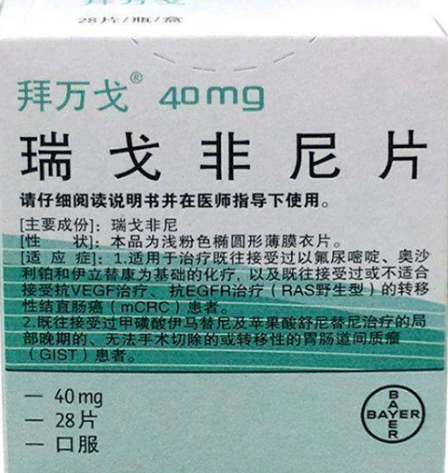 拜万戈
28片/瓶/盒
拜万戈® 40mg
瑞戈非尼片
请仔细阅读说明书并在医师指导下使用。
[主要成份]: 瑞戈非尼
[性 状]: 本品为浅粉色椭圆形薄膜衣片。
[适 应 症]: 1.适用于治疗既往接受过以氟尿嘧啶、奥沙
利铂和伊立替康为基础的化疗, 以及既往接受过或不适合
接受抗VEGF治疗、抗EGFR治疗 (RAS野生型) 的转移
性结直肠癌 (mCRC) 患者。
2.既往接受过甲磺酸伊马替尼及苹果酸舒尼替尼治疗的局
部晚期的、无法手术切除的或转移性的胃肠道间质瘤
(GIST) 患者。
— 40mg
— 28片
— 口服
BAYER
BAYER